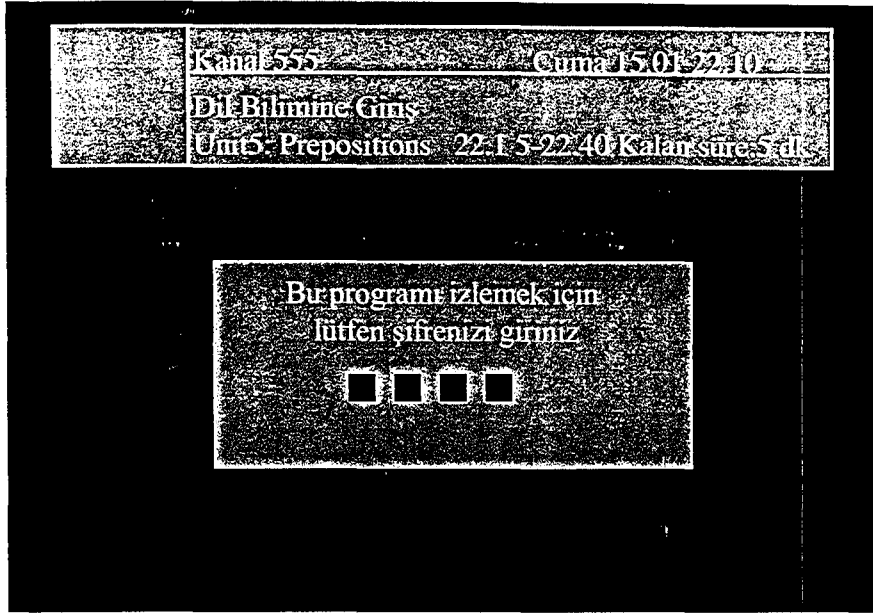 Kanal 555 Cuma 15.01 22.10
Dil Bilimine Giriş
Unit5: Prepositions 22.15-22.40 Kalan süre:5 dk
Bu programı izlemek için
lütfen şifrenizi giriniz